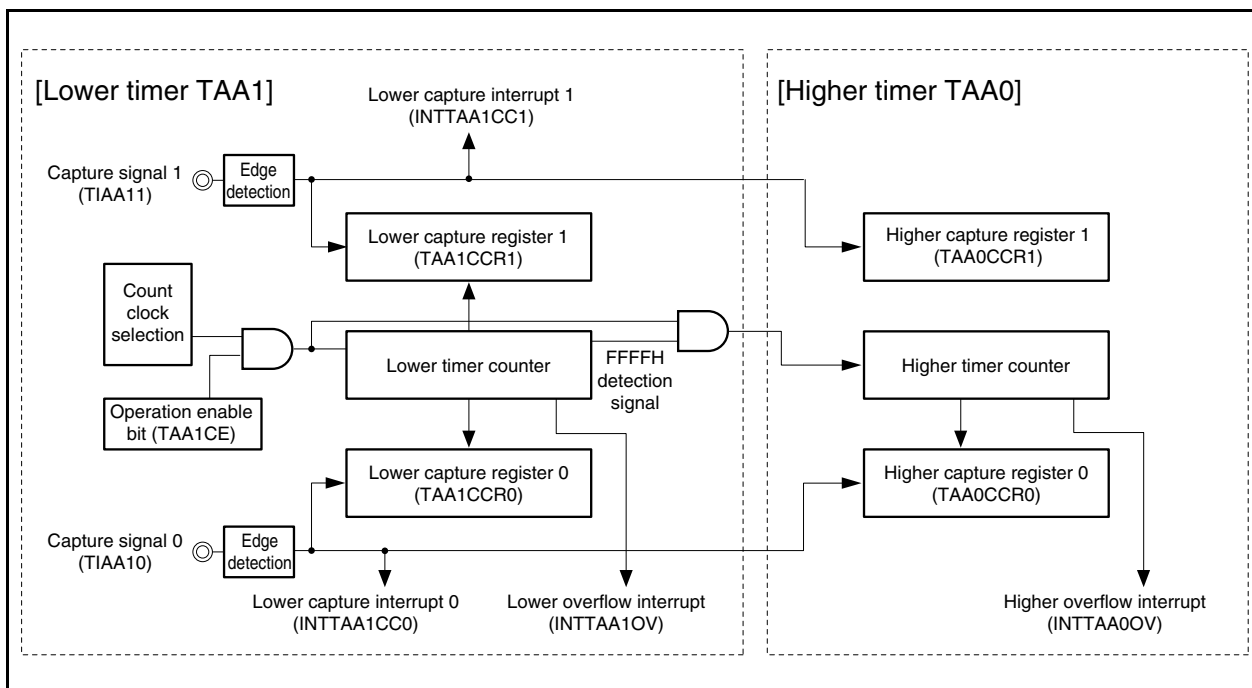 [Lower timer TAA1]
[Higher timer TAA0]
Lower capture interrupt 1
(INTTAA1CC1)
Capture signal 1
(TIAA11)
Edge
detection
Lower capture register 1
(TAA1CCR1)
Higher capture register 1
(TAA0CCR1)
Count
clock
selection
Lower timer counter
FFFFH
detection
signal
Higher timer counter
Operation enable
bit (TAA1CE)
Lower capture register 0
(TAA1CCR0)
Higher capture register 0
(TAA0CCR0)
Capture signal 0
(TIAA10)
Edge
detection
Lower capture interrupt 0
(INTTAA1CC0)
Lower overflow interrupt
(INTTAA1OV)
Higher overflow interrupt
(INTTAA0OV)